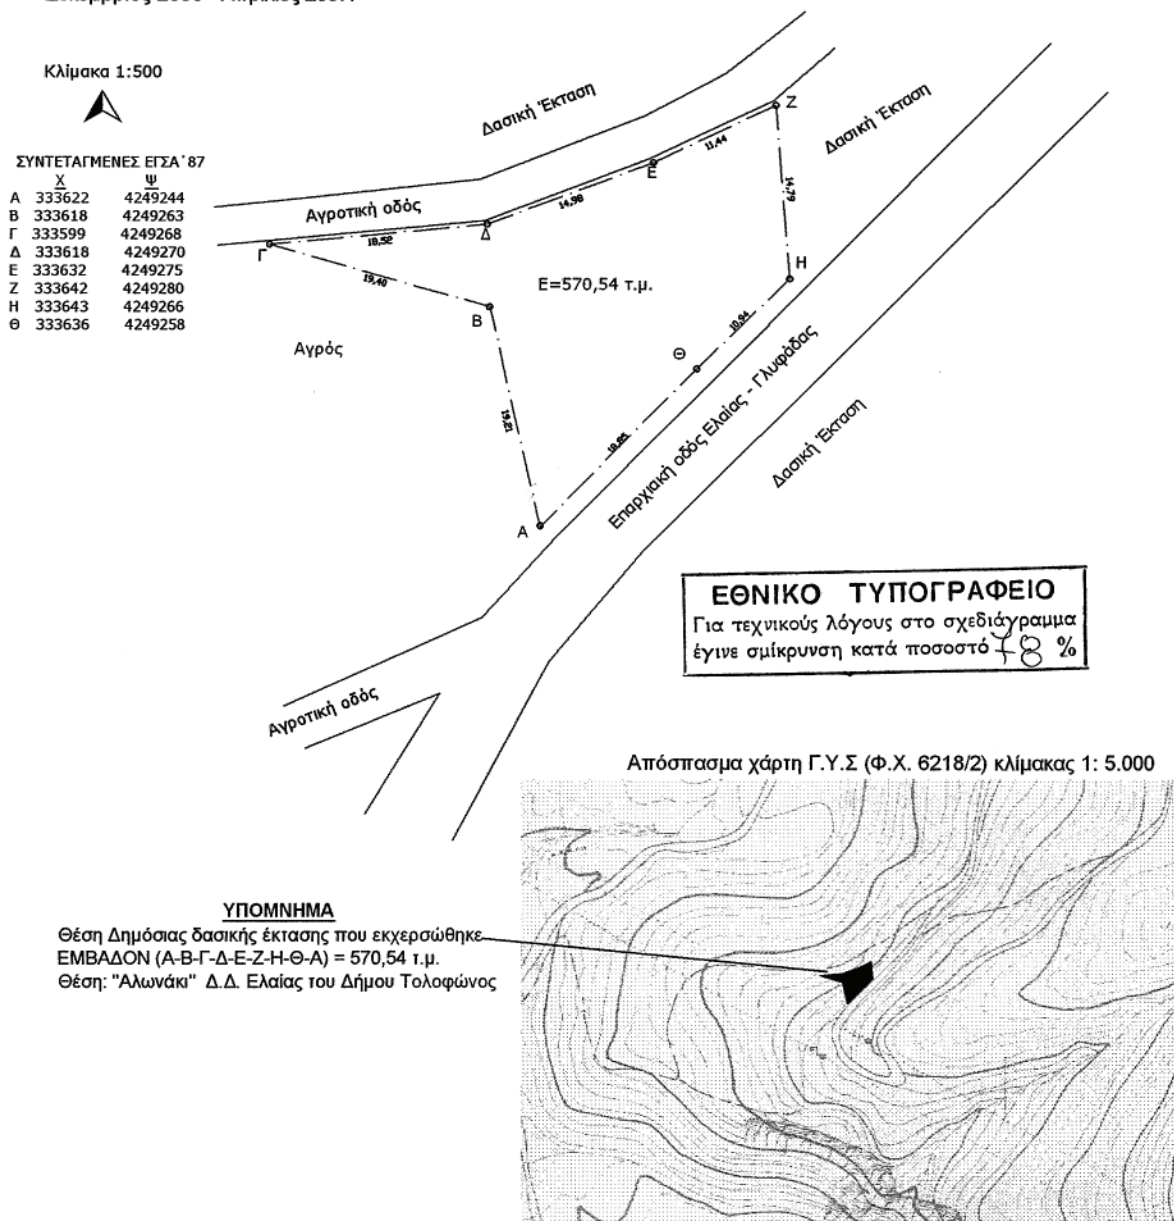 Κλίμακα 1:500
ΣΥΝΤΕΤΑΓΜΕΝΕΣ ΕΓΣΑ΄87
Χ Ψ
Α 333622 4249244
Β 333618 4249263
Γ 333599 4249268
Δ 333618 4249270
Ε 333632 4249275
Ζ 333642 4249280
Η 333643 4249266
Θ 333636 4249258
Δασική Έκταση
Δασική Έκταση
Αγροτική οδός
Ζ
11,44
Ε
14,98
Δ
18,52
Γ
14,79
Η
19,40
Β
Ε=570,54 τ.μ.
10,94
Αγρός
Θ
19,21
18,85
Α
Επαρχιακή οδός Ελαίας - Γλυφάδας
Δασική Έκταση
Αγροτική οδός
ΕΘΝΙΚΟ ΤΥΠΟΓΡΑΦΕΙΟ
Για τεχνικούς λόγους στο σχεδιάγραμμα
έγινε σμίκρυνση κατά ποσοστό 78 %
Απόσπασμα χάρτη Γ.Υ.Σ (Φ.Χ. 6218/2) κλίμακας 1: 5.000
ΥΠΟΜΝΗΜΑ
Θέση Δημόσιας δασικής έκτασης που εκχερσώθηκε
ΕΜΒΑΔΟΝ (Α-Β-Γ-Δ-Ε-Ζ-Η-Θ-Α) = 570,54 τ.μ.
Θέση: "Αλωνάκι" Δ.Δ. Ελαίας του Δήμου Τολοφώνος